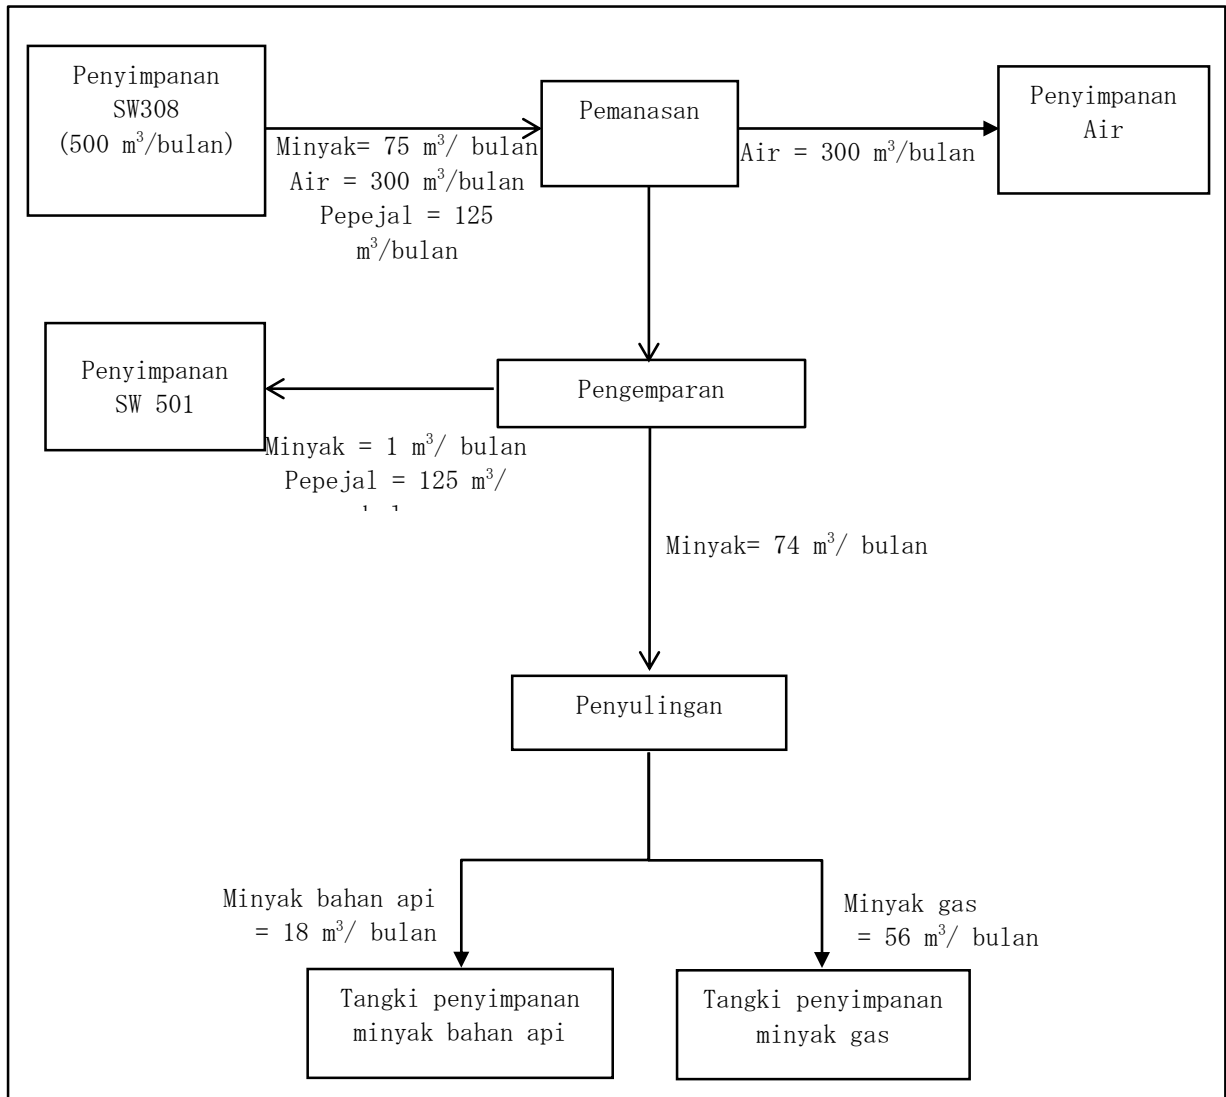 Penyimpanan
SW308
(500 m³/bulan)
Pemanasan
Penyimpanan
Air
Minyak= 75 m³/ bulan
Air = 300 m³/bulan
Pepejal = 125
m³/bulan
Air = 300 m³/bulan
Penyimpanan
SW 501
Pengemparan
Minyak = 1 m³/ bulan
Pepejal = 125 m³/
Minyak= 74 m³/ bulan
Penyulingan
Minyak bahan api
= 18 m³/ bulan
Minyak gas
= 56 m³/ bulan
Tangki penyimpanan
minyak bahan api
Tangki penyimpanan
minyak gas